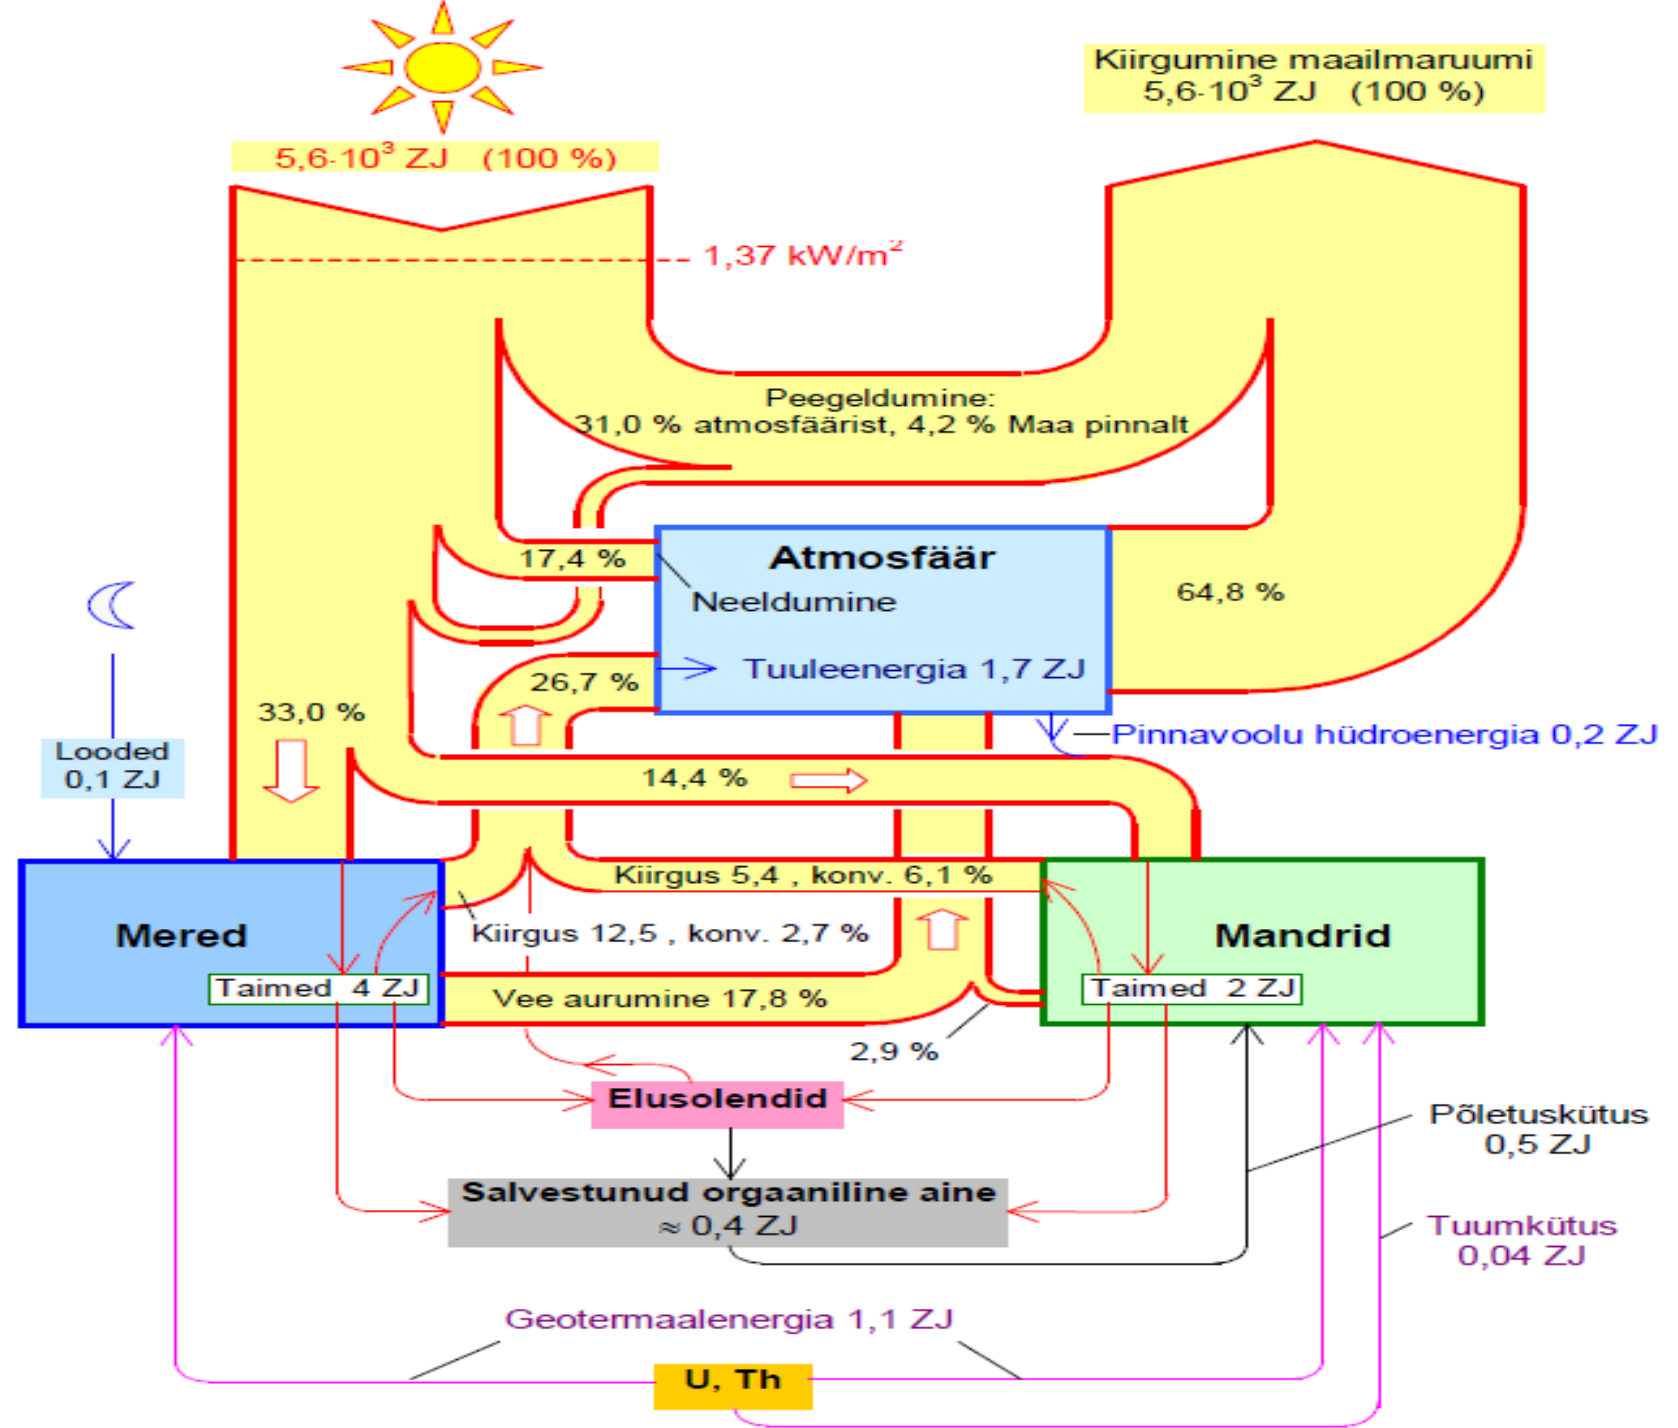 Kiirgumine maailmaruumi
5,6·10³ ZJ (100 %)
5,6·10³ ZJ (100 %)
1,37 kW/m²
Peegeldumine:
31,0 % atmosfäärist, 4,2 % Maa pinnalt
17,4 %
Atmosfäär
Neeldumine
64,8 %
26,7 %
Tuuleenergia 1,7 ZJ
33,0 %
Pinnavoolu hüdroenergia 0,2 ZJ
Looded
0,1 ZJ
14,4 %
Kiirgus 5,4 , konv. 6,1 %
Mered
Kiirgus 12,5 , konv. 2,7 %
Mandrid
Taimed 4 ZJ
Vee aurumine 17,8 %
Taimed 2 ZJ
2,9 %
Elusolendid
Põletuskütus
0,5 ZJ
Salvestunud orgaaniline aine
≈ 0,4 ZJ
Tuumkütus
0,04 ZJ
Geotermaalenergia 1,1 ZJ
U, Th